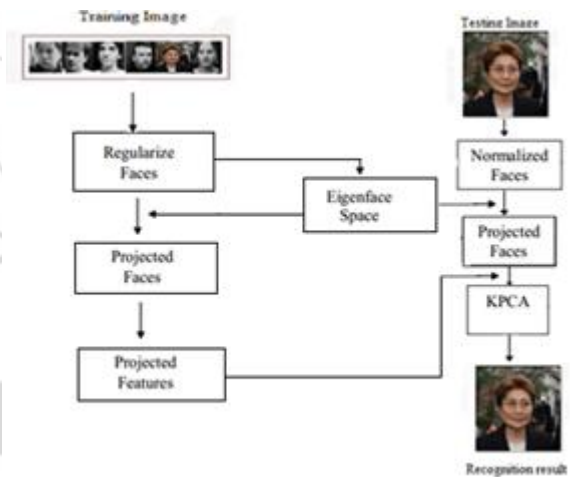 Training Image
Testing Image
Regularize
Faces
Normalized
Faces
Eigenface
Space
Projected
Faces
Projected
Faces
KPCA
Projected
Features
Recognition result